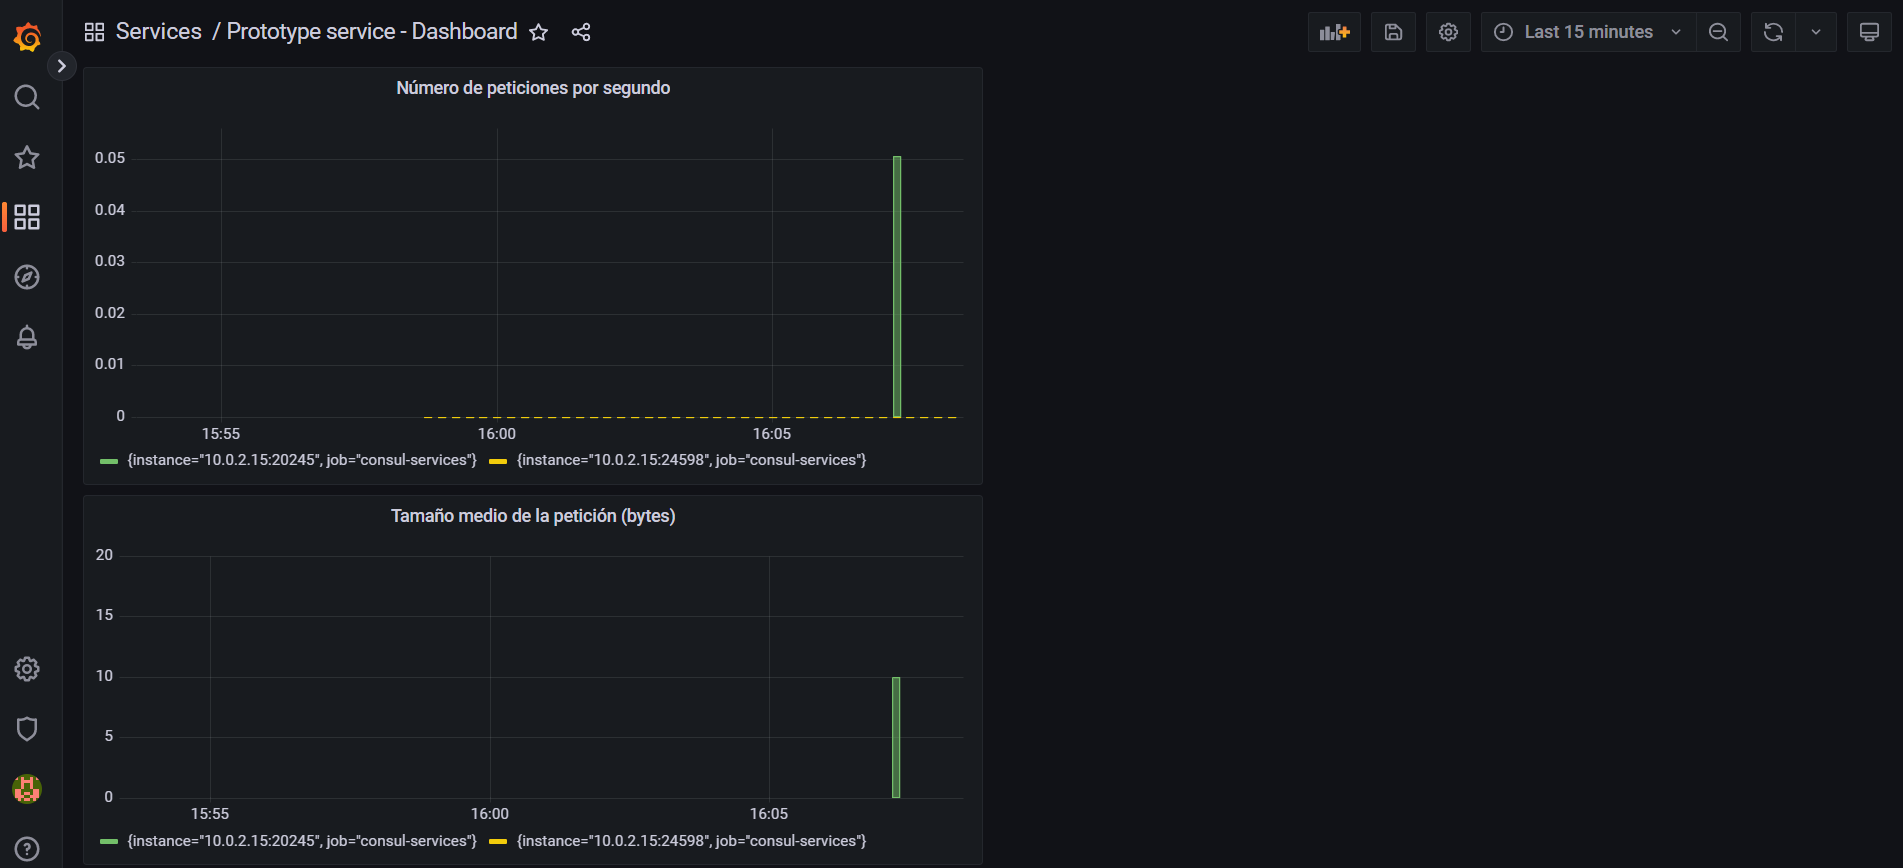 Services / Prototype service - Dashboard
Last 15 minutes
Número de peticiones por segundo
0.05
0.04
0.03
0.02
0.01
0
15:55 16:00 16:05
{instance="10.0.2.15:20245", job="consul-services"} {instance="10.0.2.15:24598", job="consul-services"}
Tamaño medio de la petición (bytes)
20
15
10
5
0
15:55 16:00 16:05
{instance="10.0.2.15:20245", job="consul-services"} {instance="10.0.2.15:24598", job="consul-services"}